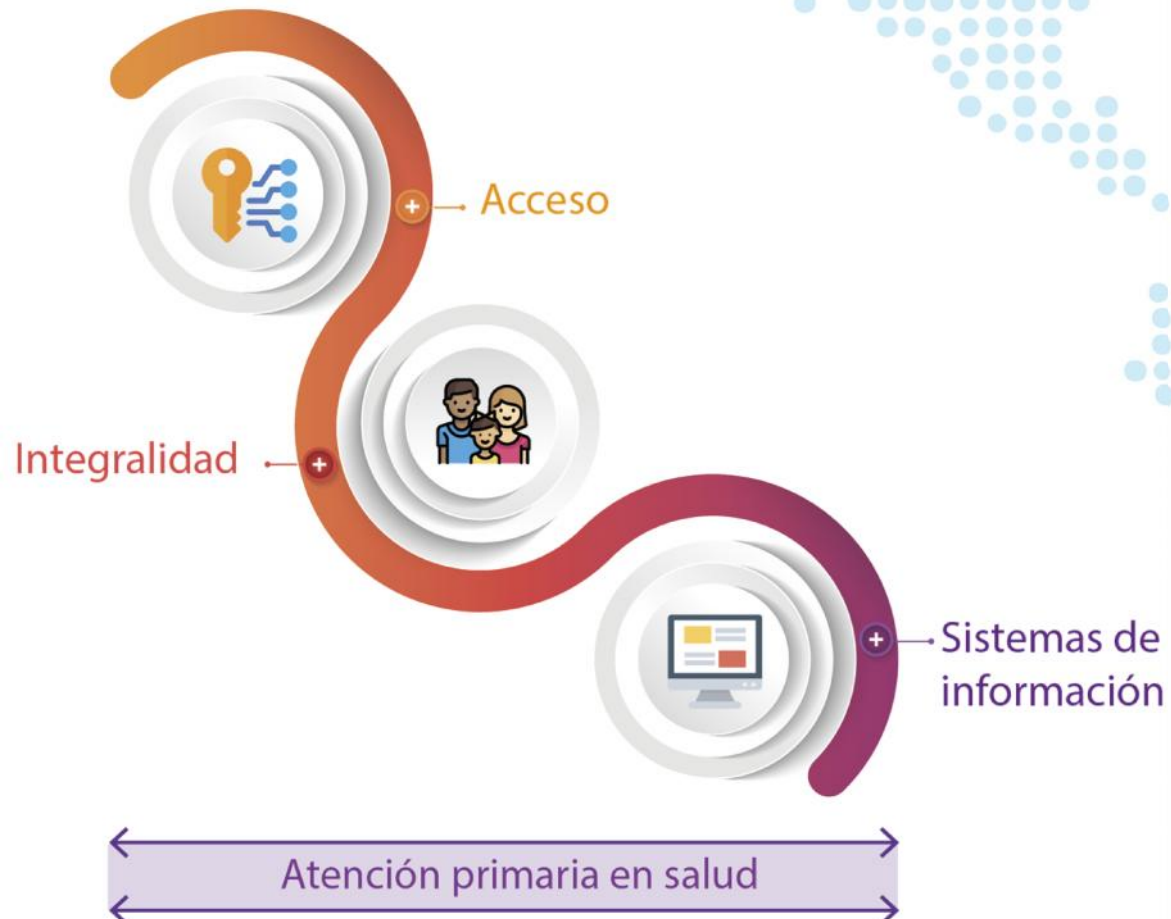 Acceso
Integralidad
Sistemas de
información
Atención primaria en salud